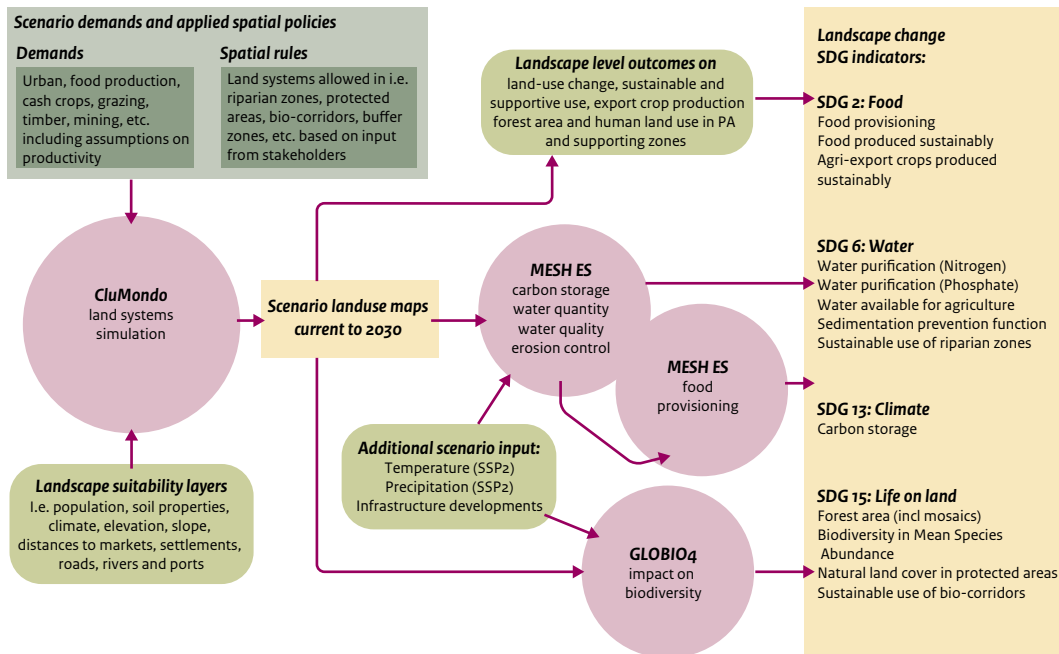 Scenario demands and applied spatial policies
Demands
Urban, food production,
cash crops, grazing,
timber, mining, etc.
including assumptions on
productivity
Spatial rules
Land systems allowed in i.e.
riparian zones, protected
areas, bio-corridors, buffer
zones, etc. based on input
from stakeholders
CluMondo
land systems
simulation
Landscape suitability layers
I.e. population, soil properties,
climate, elevation, slope,
distances to markets, settlements,
roads, rivers and ports
Scenario landuse maps
current to 2030
Landscape level outcomes on
land-use change, sustainable and
supportive use, export crop production
forest area and human land use in PA
and supporting zones
MESH ES
carbon storage
water quantity
water quality
erosion control
MESH ES
food
provisioning
Additional scenario input:
Temperature (SSP2)
Precipitation (SSP2)
Infrastructure developments
GLOBIO4
impact on
biodiversity
Landscape change
SDG indicators:
SDG 2: Food
Food provisioning
Food produced sustainably
Agri-export crops produced
sustainably
SDG 6: Water
Water purification (Nitrogen)
Water purification (Phosphate)
Water available for agriculture
Sedimentation prevention function
Sustainable use of riparian zones
SDG 13: Climate
Carbon storage
SDG 15: Life on land
Forest area (incl mosaics)
Biodiversity in Mean Species
Abundance
Natural land cover in protected areas
Sustainable use of bio-corridors